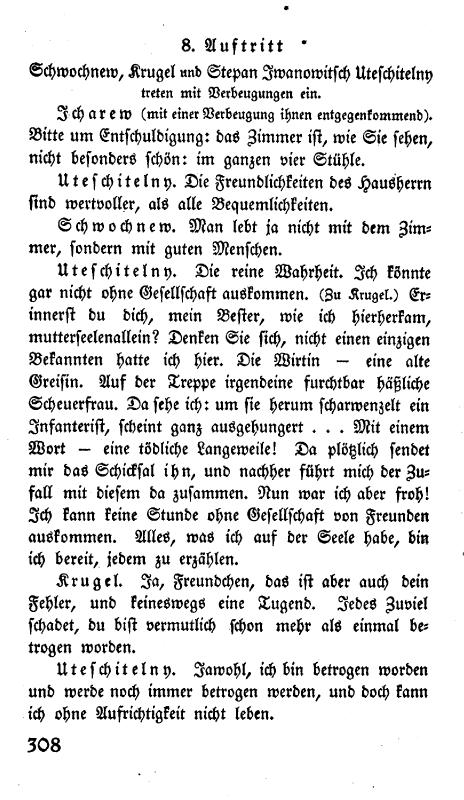 8. Auftritt
Schwochnew, Krugel und Stepan Iwanowitsch Uteschitelny
treten mit Verbeugungen ein.
Icharew (mit einer Verbeugung ihnen entgegenkommend).
Bitte um Entschuldigung: das Zimmer ist, wie Sie sehen,
nicht besonders schön: im ganzen vier Stühle.
Uteschitelny. Die Freundlichkeiten des Hausherrn
sind wertvoller, als alle Bequemlichkeiten.
Schwochnew. Man lebt ja nicht mit dem Zim-
mer, sondern mit guten Menschen.
Uteschitelny. Die reine Wahrheit. Ich könnte
gar nicht ohne Gesellschaft auskommen. (Zu Krugel.) Er-
innerst du dich, mein Bester, wie ich hierherkam,
mutterseelenallein? Denken Sie sich, nicht einen einzigen
Bekannten hatte ich hier. Die Wirtin — eine alte
Greisin. Auf der Treppe irgendeine furchtbar häßliche
Scheuerfrau. Da sehe ich: um sie herum scharwenzelt ein
Infanterist, scheint ganz ausgehungert . . . Mit einem
Wort — eine tödliche Langeweile! Da plötzlich sendet
mir das Schicksal ihn, und nachher führt mich der Zu-
fall mit diesem da zusammen. Nun war ich aber froh!
Ich kann keine Stunde ohne Gesellschaft von Freunden
auskommen. Alles, was ich auf der Seele habe, bin
ich bereit, jedem zu erzählen.
Krugel. Ja, Freundchen, das ist aber auch dein
Fehler, und keineswegs eine Tugend. Jedes Zuviel
schadet, du bist vermutlich schon mehr als einmal be-
trogen worden.
Uteschitelny. Jawohl, ich bin betrogen worden
und werde noch immer betrogen werden, und doch kann
ich ohne Aufrichtigkeit nicht leben.
308